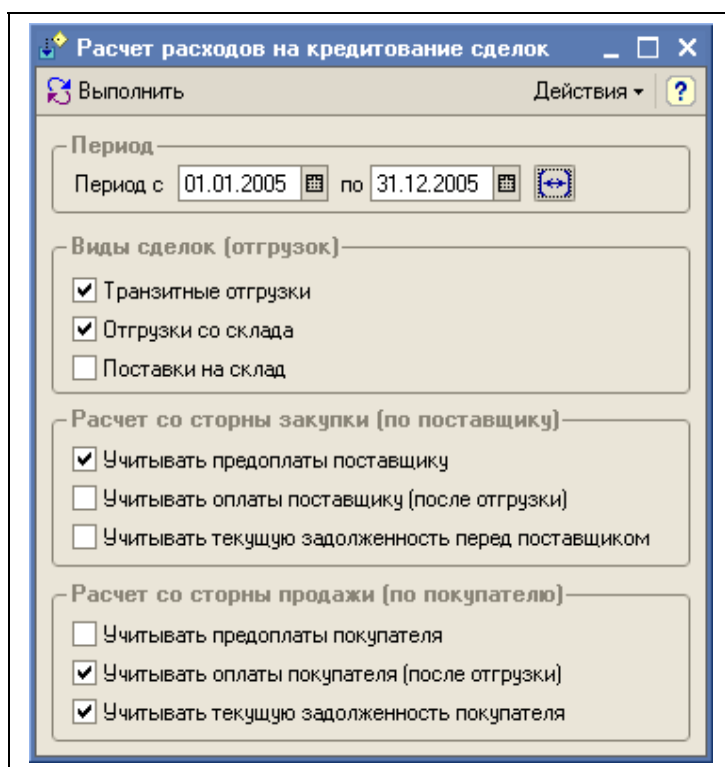 Расчет расходов на кредитование сделок
Выполнить Действия ?
Период
Период с 01.01.2005 по 31.12.2005
Виды сделок (отгрузок)
Транзитные отгрузки
Отгрузки со склада
Поставки на склад
Расчет со сторны закупки (по поставщику)
Учитывать предоплаты поставщику
Учитывать оплаты поставщику (после отгрузки)
Учитывать текущую задолженность перед поставщиком
Расчет со сторны продажи (по покупателю)
Учитывать предоплаты покупателя
Учитывать оплаты покупателя (после отгрузки)
Учитывать текущую задолженность покупателя